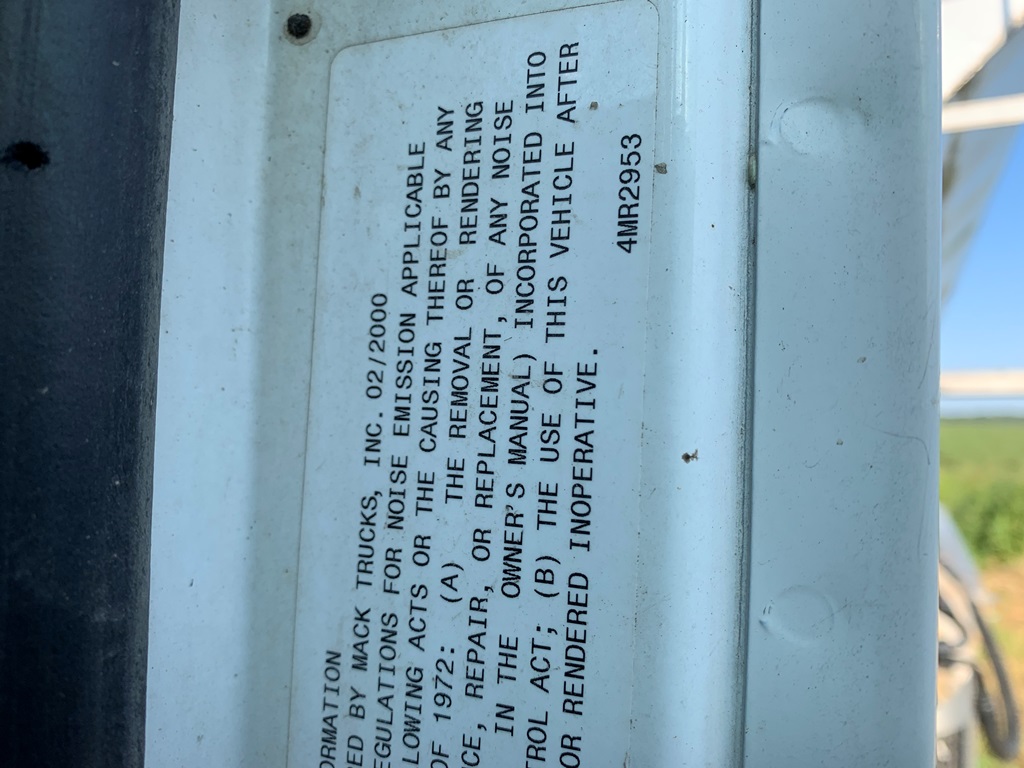 ORMATION
RED BY MACK TRUCKS, INC. 02/2000
EGULATIONS FOR NOISE EMISSION APPLICABLE
LOWING ACTS OR THE CAUSING THEREOF BY ANY
OF 1972: (A) THE REMOVAL OR RENDERING
CE, REPAIR, OR REPLACEMENT, OF ANY NOISE
IN THE OWNER'S MANUAL) INCORPORATED INTO
TROL ACT; (B) THE USE OF THIS VEHICLE AFTER
OR RENDERED INOPERATIVE.
4MR2953